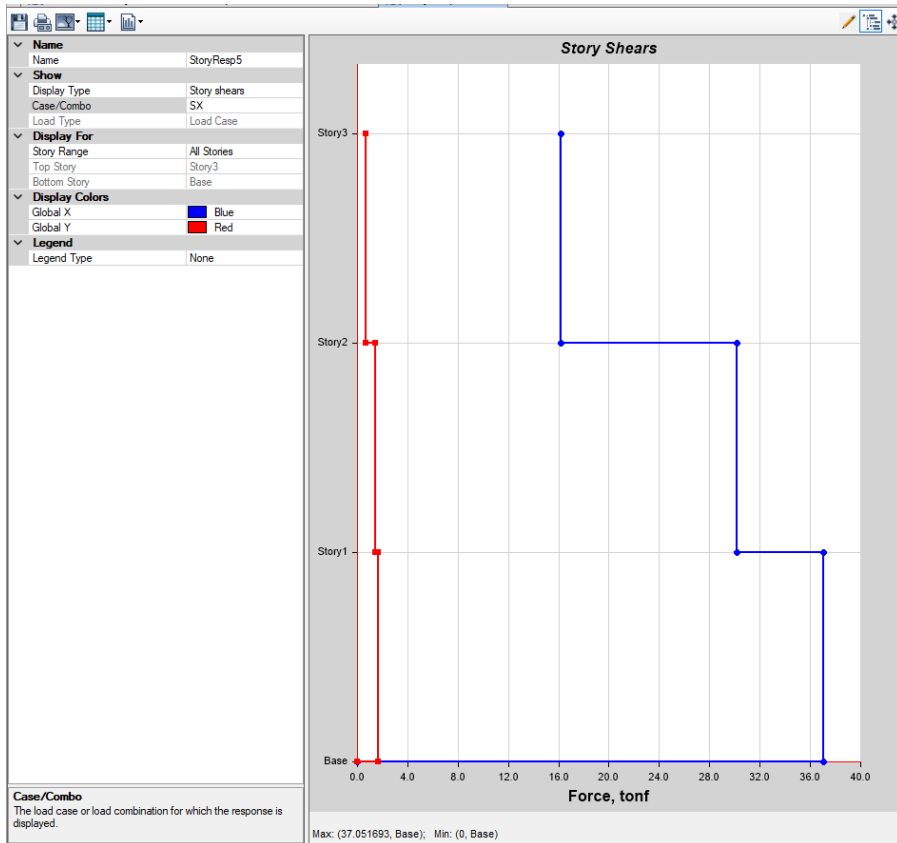 Name
Name StoryResp5
Show
Display Type Story shears
Case/Combo SX
Load Type Load Case
Display For
Story Range All Stories
Top Story Story3
Bottom Story Base
Display Colors
Global X Blue
Global Y Red
Legend
Legend Type None
Case/Combo
The load case or load combination for which the response is
displayed.
Story Shears
Story3
Story2
Story1
Base
0.0 4.0 8.0 12.0 16.0 20.0 24.0 28.0 32.0 36.0 40.0
Force, tonf
Max: (37.051693, Base); Min: (0, Base)